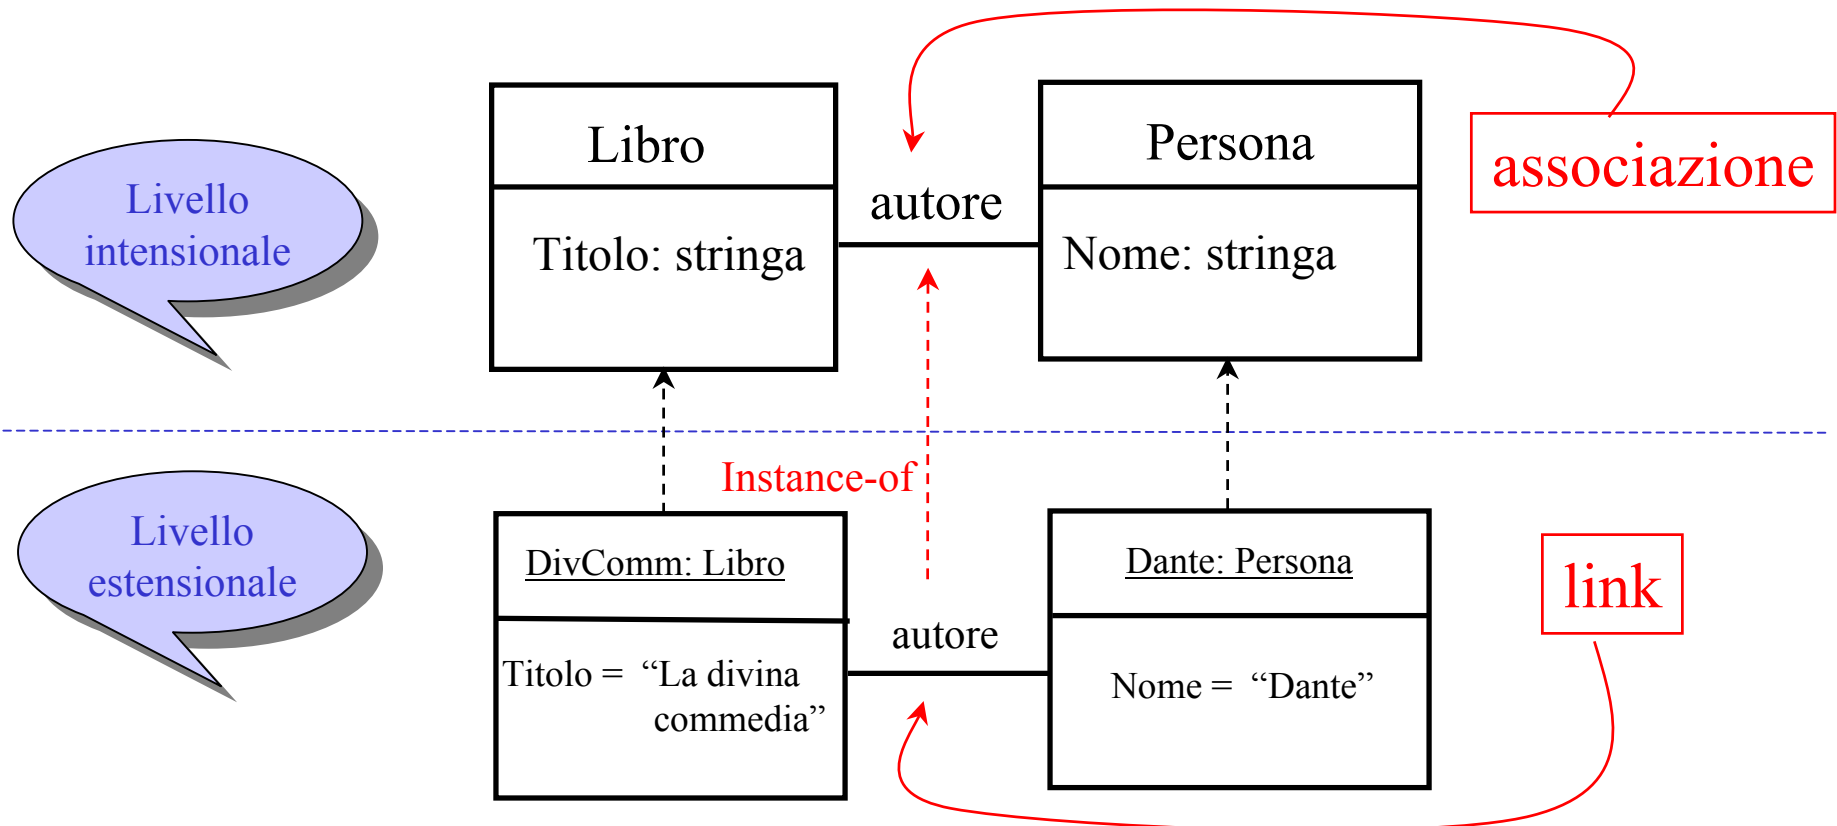 Libro
Persona
associazione
Livello
intensionale
autore
Titolo: stringa
Nome: stringa
Instance-of
Livello
estensionale
DivComm: Libro
Dante: Persona
link
autore
Titolo = “La divina
commedia”
Nome = “Dante”